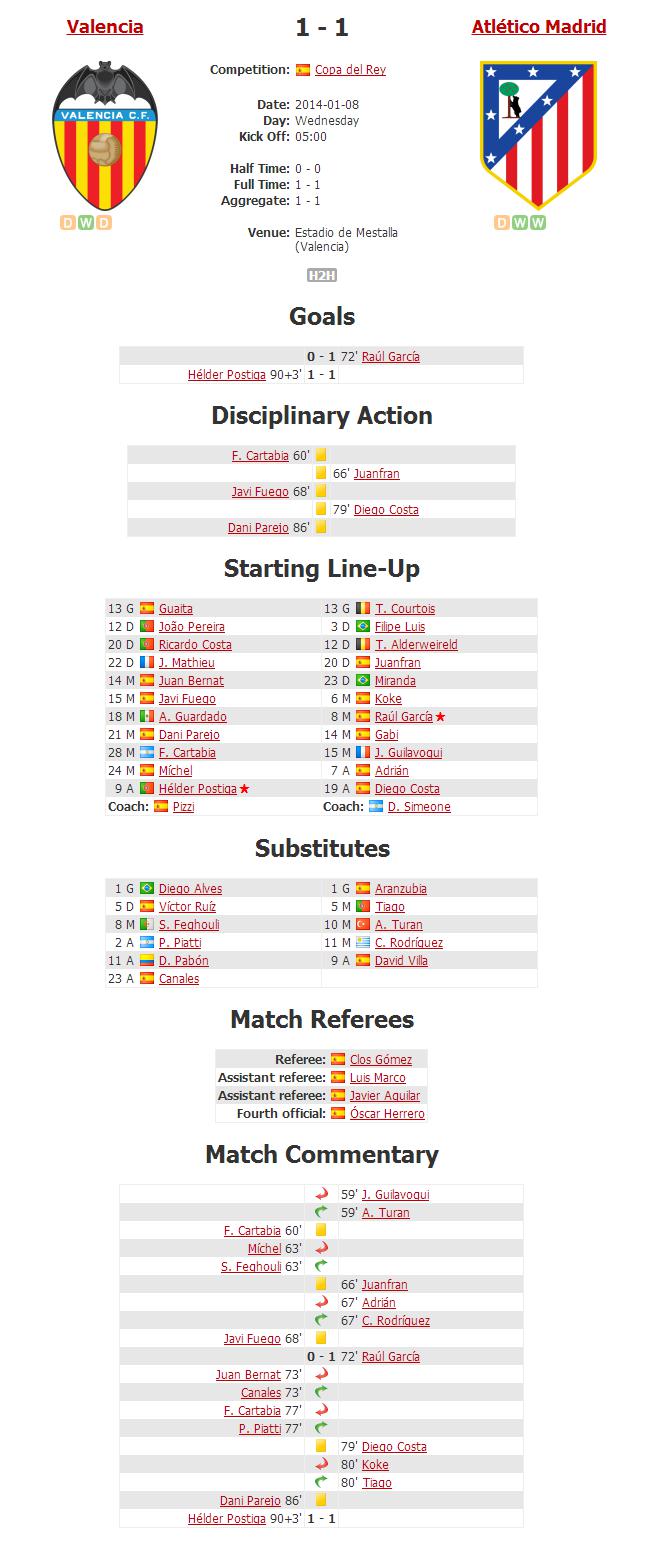 Valencia 1 - 1 Atlético Madrid
Competition: Copa del Rey
VALENCIA C.F.
Date: 2014-01-08
Day: Wednesday
Kick Off: 05:00
Half Time: 0 - 0
Full Time: 1 - 1
Aggregate: 1 - 1
D W D
D W W
Venue: Estadio de Mestalla
(Valencia)
H2H
Goals
0 - 1 72' Raúl García
Hélder Postiga 90+3' 1 - 1
Disciplinary Action
F. Cartabia 60'
66' Juanfran
Javi Fuego 68'
79' Diego Costa
Dani Parejo 86'
Starting Line-Up
13 G Guaita 13 G T. Courtois
12 D João Pereira 3 D Filipe Luis
20 D Ricardo Costa 12 D T. Alderweireld
22 D J. Mathieu 20 D Juanfran
14 M Juan Bernat 23 D Miranda
15 M Javi Fuego 6 M Koke
18 M A. Guardado 8 M Raúl García
21 M Dani Parejo 14 M Gabi
28 M F. Cartabia 15 M J. Guilavogui
24 M Míchel 7 A Adrián
9 A Hélder Postiga 19 A Diego Costa
Coach: Pizzi Coach: D. Simeone
Substitutes
1 G Diego Alves 1 G Aranzubia
5 D Víctor Ruíz 5 M Tiago
8 M S. Feghouli 10 M A. Turan
2 A P. Piatti 11 M C. Rodríguez
11 A D. Pabón 9 A David Villa
23 A Canales
Match Referees
Referee: Clos Gómez
Assistant referee: Luis Marco
Assistant referee: Javier Aguilar
Fourth official: Óscar Herrero
Match Commentary
59' J. Guilavogui
59' A. Turan
F. Cartabia 60'
Míchel 63'
S. Feghouli 63'
66' Juanfran
67' Adrián
67' C. Rodríguez
Javi Fuego 68'
0 - 1 72' Raúl García
Juan Bernat 73'
Canales 73'
F. Cartabia 77'
P. Piatti 77'
79' Diego Costa
80' Koke
80' Tiago
Dani Parejo 86'
Hélder Postiga 90+3' 1 - 1